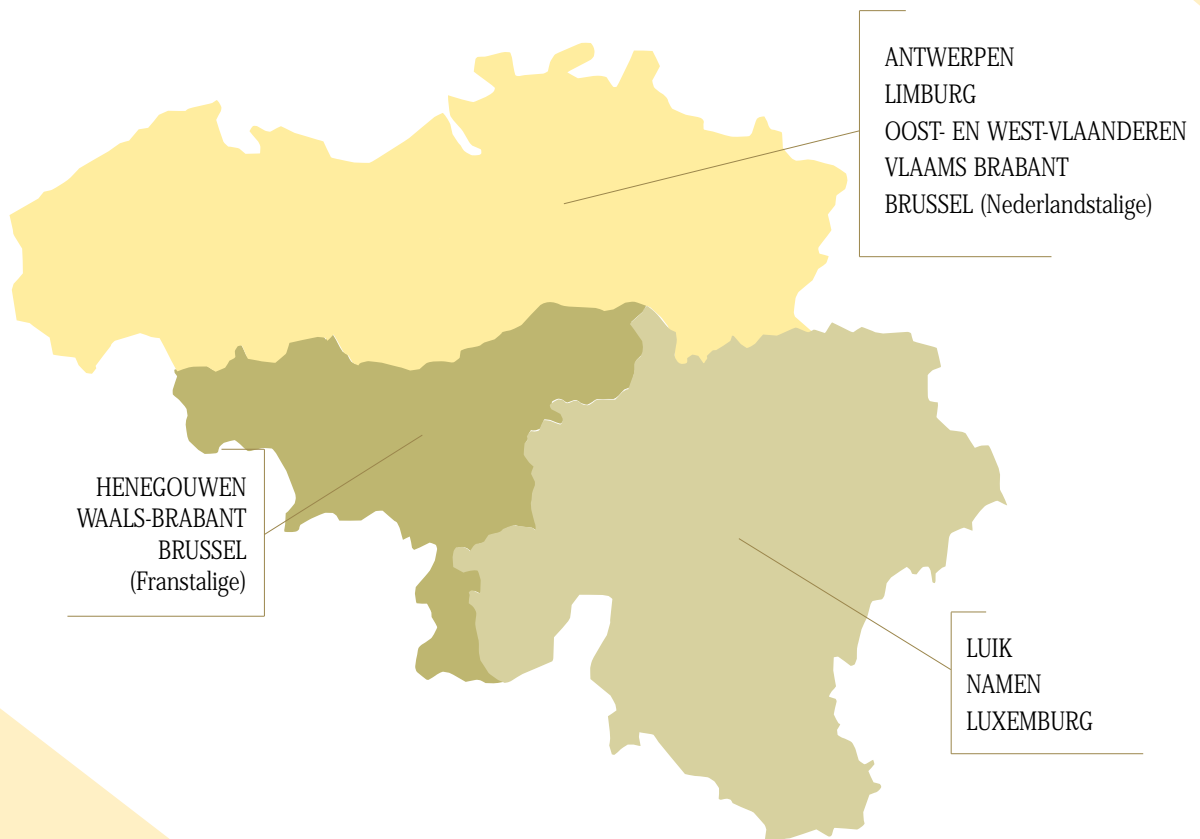 ANTWERPEN
LIMBURG
OOST- EN WEST-VLAANDEREN
VLAAMS BRABANT
BRUSSEL (Nederlandstalige)
HENEGOUWEN
WAALS-BRABANT
BRUSSEL
(Franstalige)
LUIK
NAMEN
LUXEMBURG